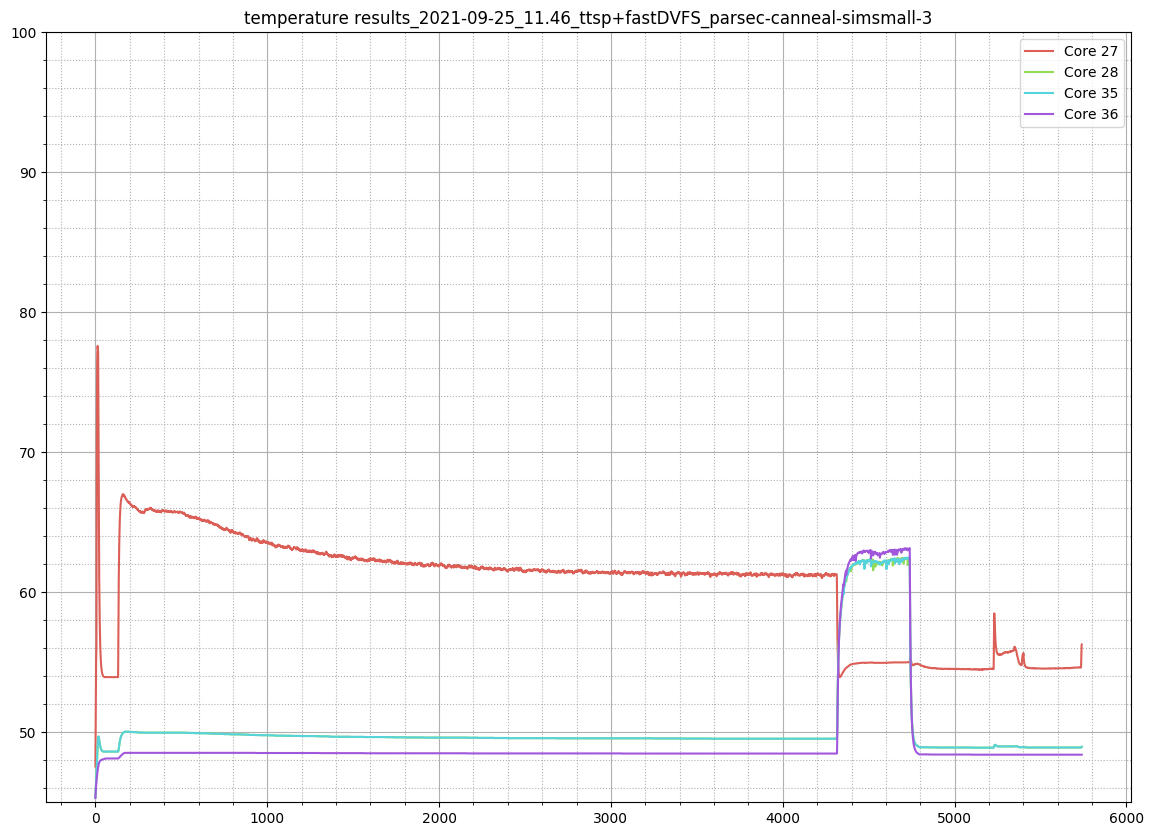 temperature results_2021-09-25_11.46_ttsp+fastDVFS_parsec-canneal-simsmall-3
100
90
80
70
60
50
Core 27
Core 28
Core 35
Core 36
0
1000
2000
3000
4000
5000
6000